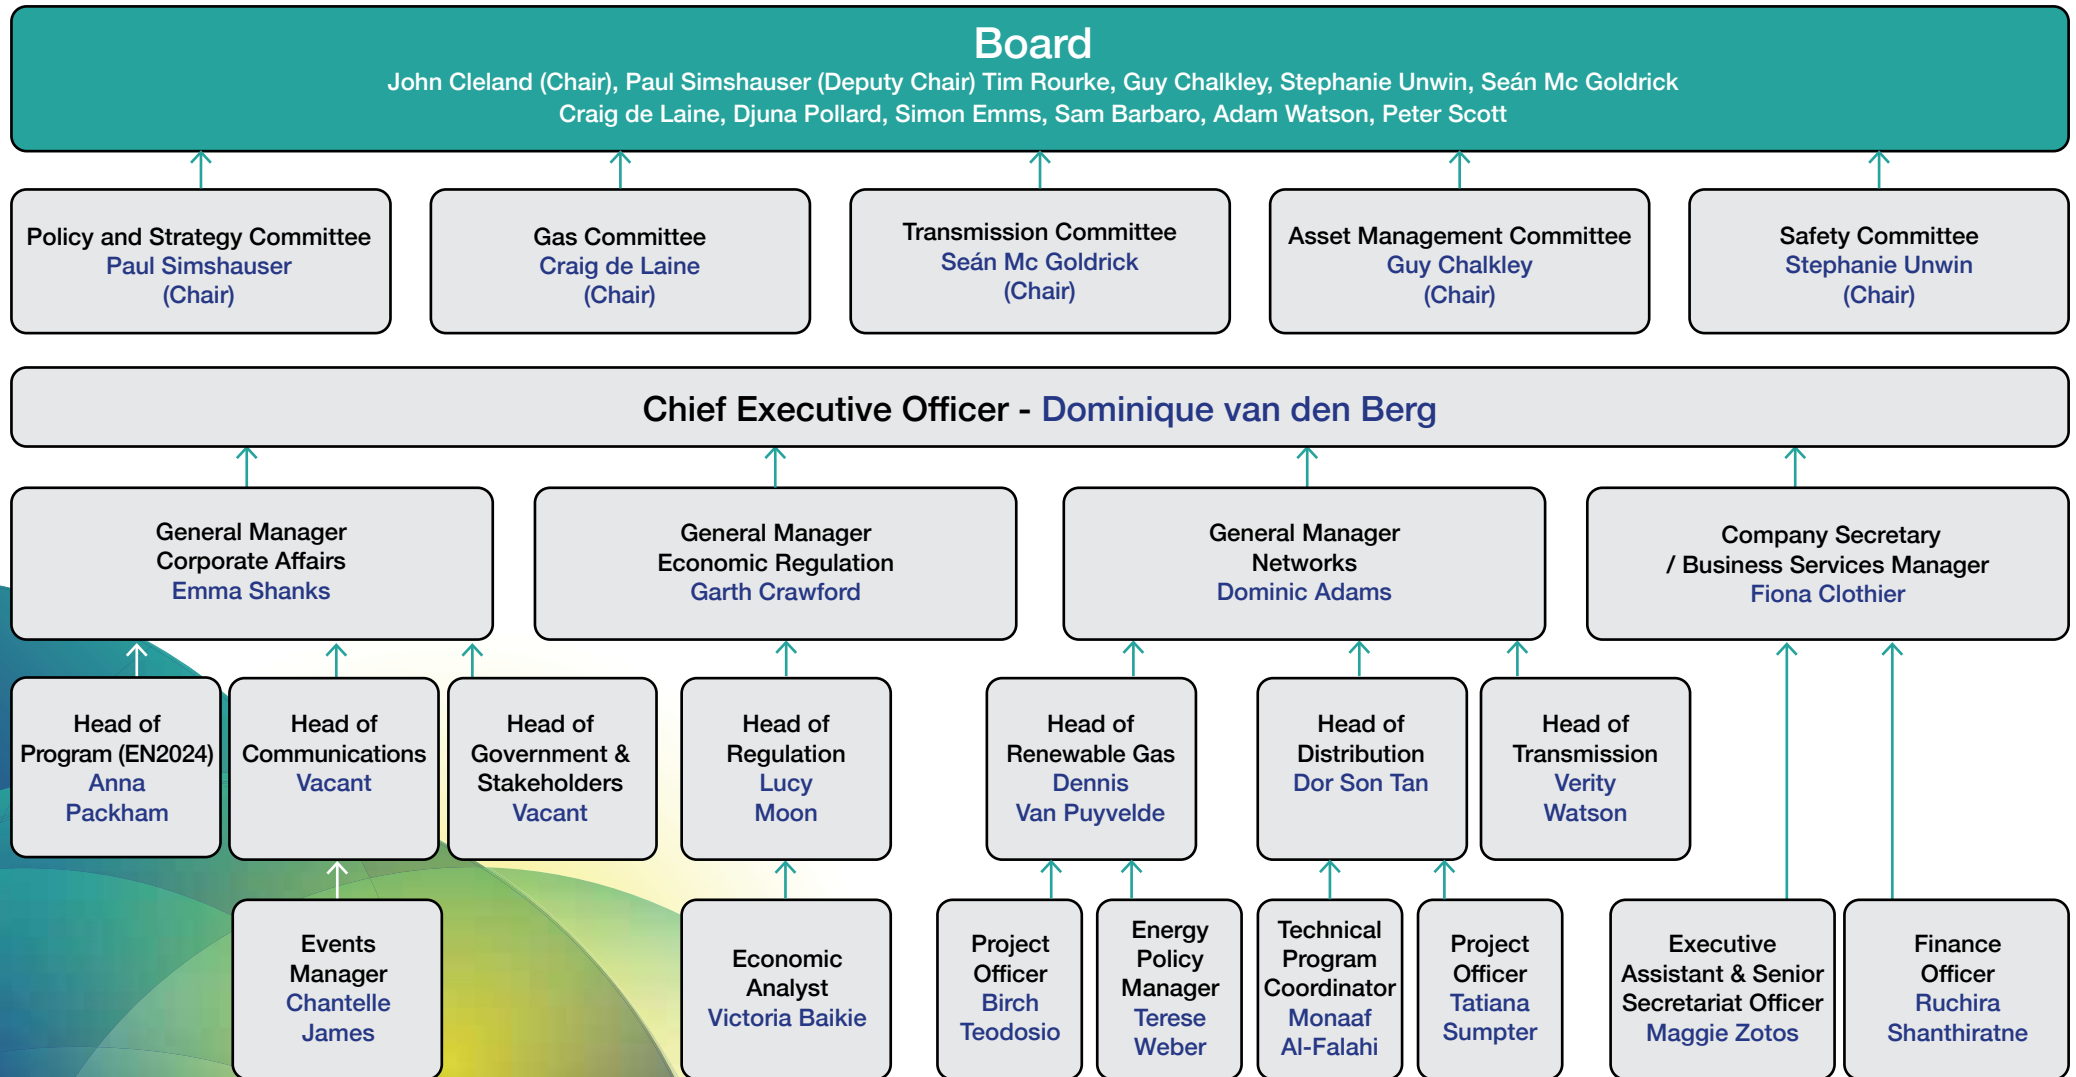 Board
John Cleland (Chair), Paul Simshauser (Deputy Chair) Tim Rourke, Guy Chalkley, Stephanie Unwin, Seán Mc Goldrick
Craig de Laine, Djuna Pollard, Simon Emms, Sam Barbaro, Adam Watson, Peter Scott
Policy and Strategy Committee
Paul Simshauser
(Chair)
Gas Committee
Craig de Laine
(Chair)
Transmission Committee
Seán Mc Goldrick
(Chair)
Asset Management Committee
Guy Chalkley
(Chair)
Safety Committee
Stephanie Unwin
(Chair)
Chief Executive Officer - Dominique van den Berg
General Manager
Corporate Affairs
Emma Shanks
General Manager
Economic Regulation
Garth Crawford
General Manager
Networks
Dominic Adams
Company Secretary
/ Business Services Manager
Fiona Clothier
Head of
Program (EN2024)
Anna
Packham
Head of
Communications
Vacant
Head of
Government &
Stakeholders
Vacant
Head of
Regulation
Lucy
Moon
Head of
Renewable Gas
Dennis
Van Puyvelde
Head of
Distribution
Dor Son Tan
Head of
Transmission
Verity
Watson
Events
Manager
Chantelle
James
Economic
Analyst
Victoria Baikie
Project
Officer
Birch
Teodosio
Energy
Policy
Manager
Terese
Weber
Technical
Program
Coordinator
Monaaf
Al-Falahi
Project
Officer
Tatiana
Sumpter
Executive
Assistant & Senior
Secretariat Officer
Maggie Zotos
Finance
Officer
Ruchira
Shanthiratne